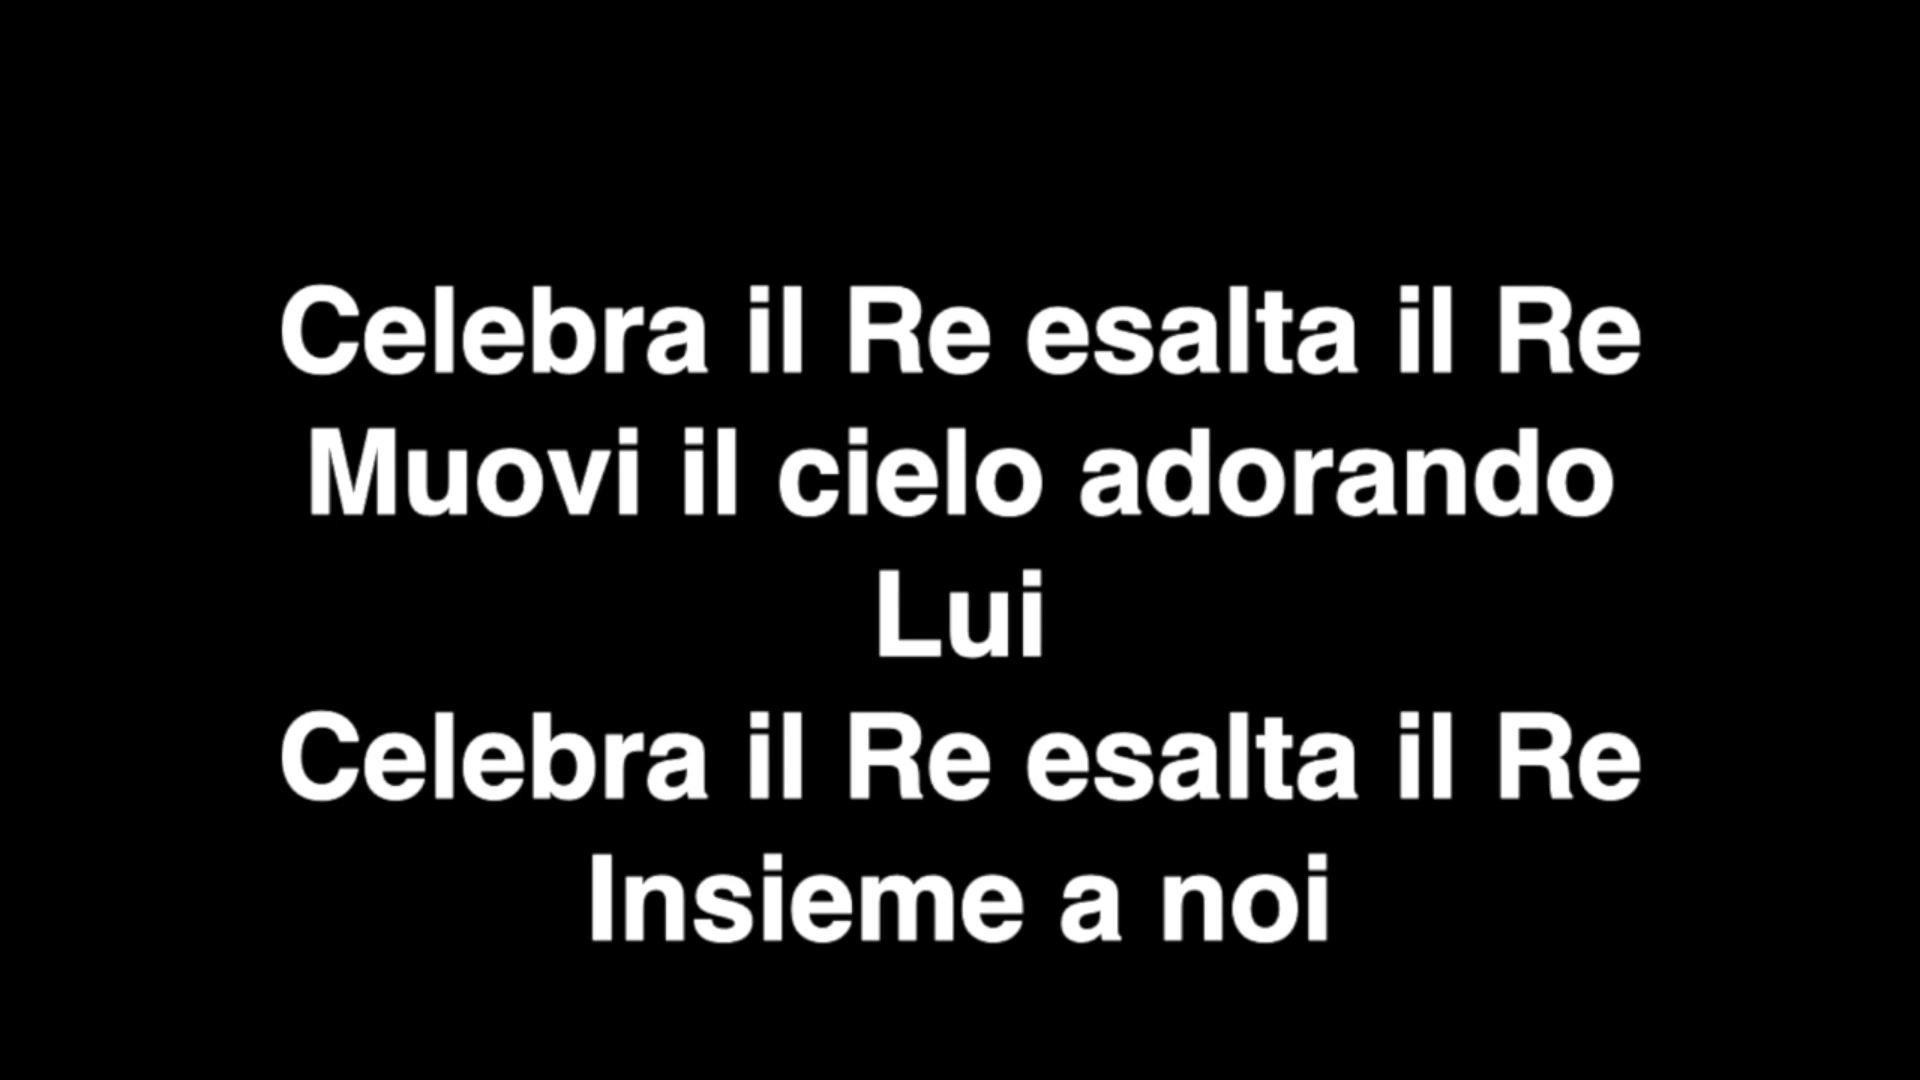 Celebra il Re esalta il Re
Muovi il cielo adorando
Lui
Celebra il Re esalta il Re
Insieme a noi